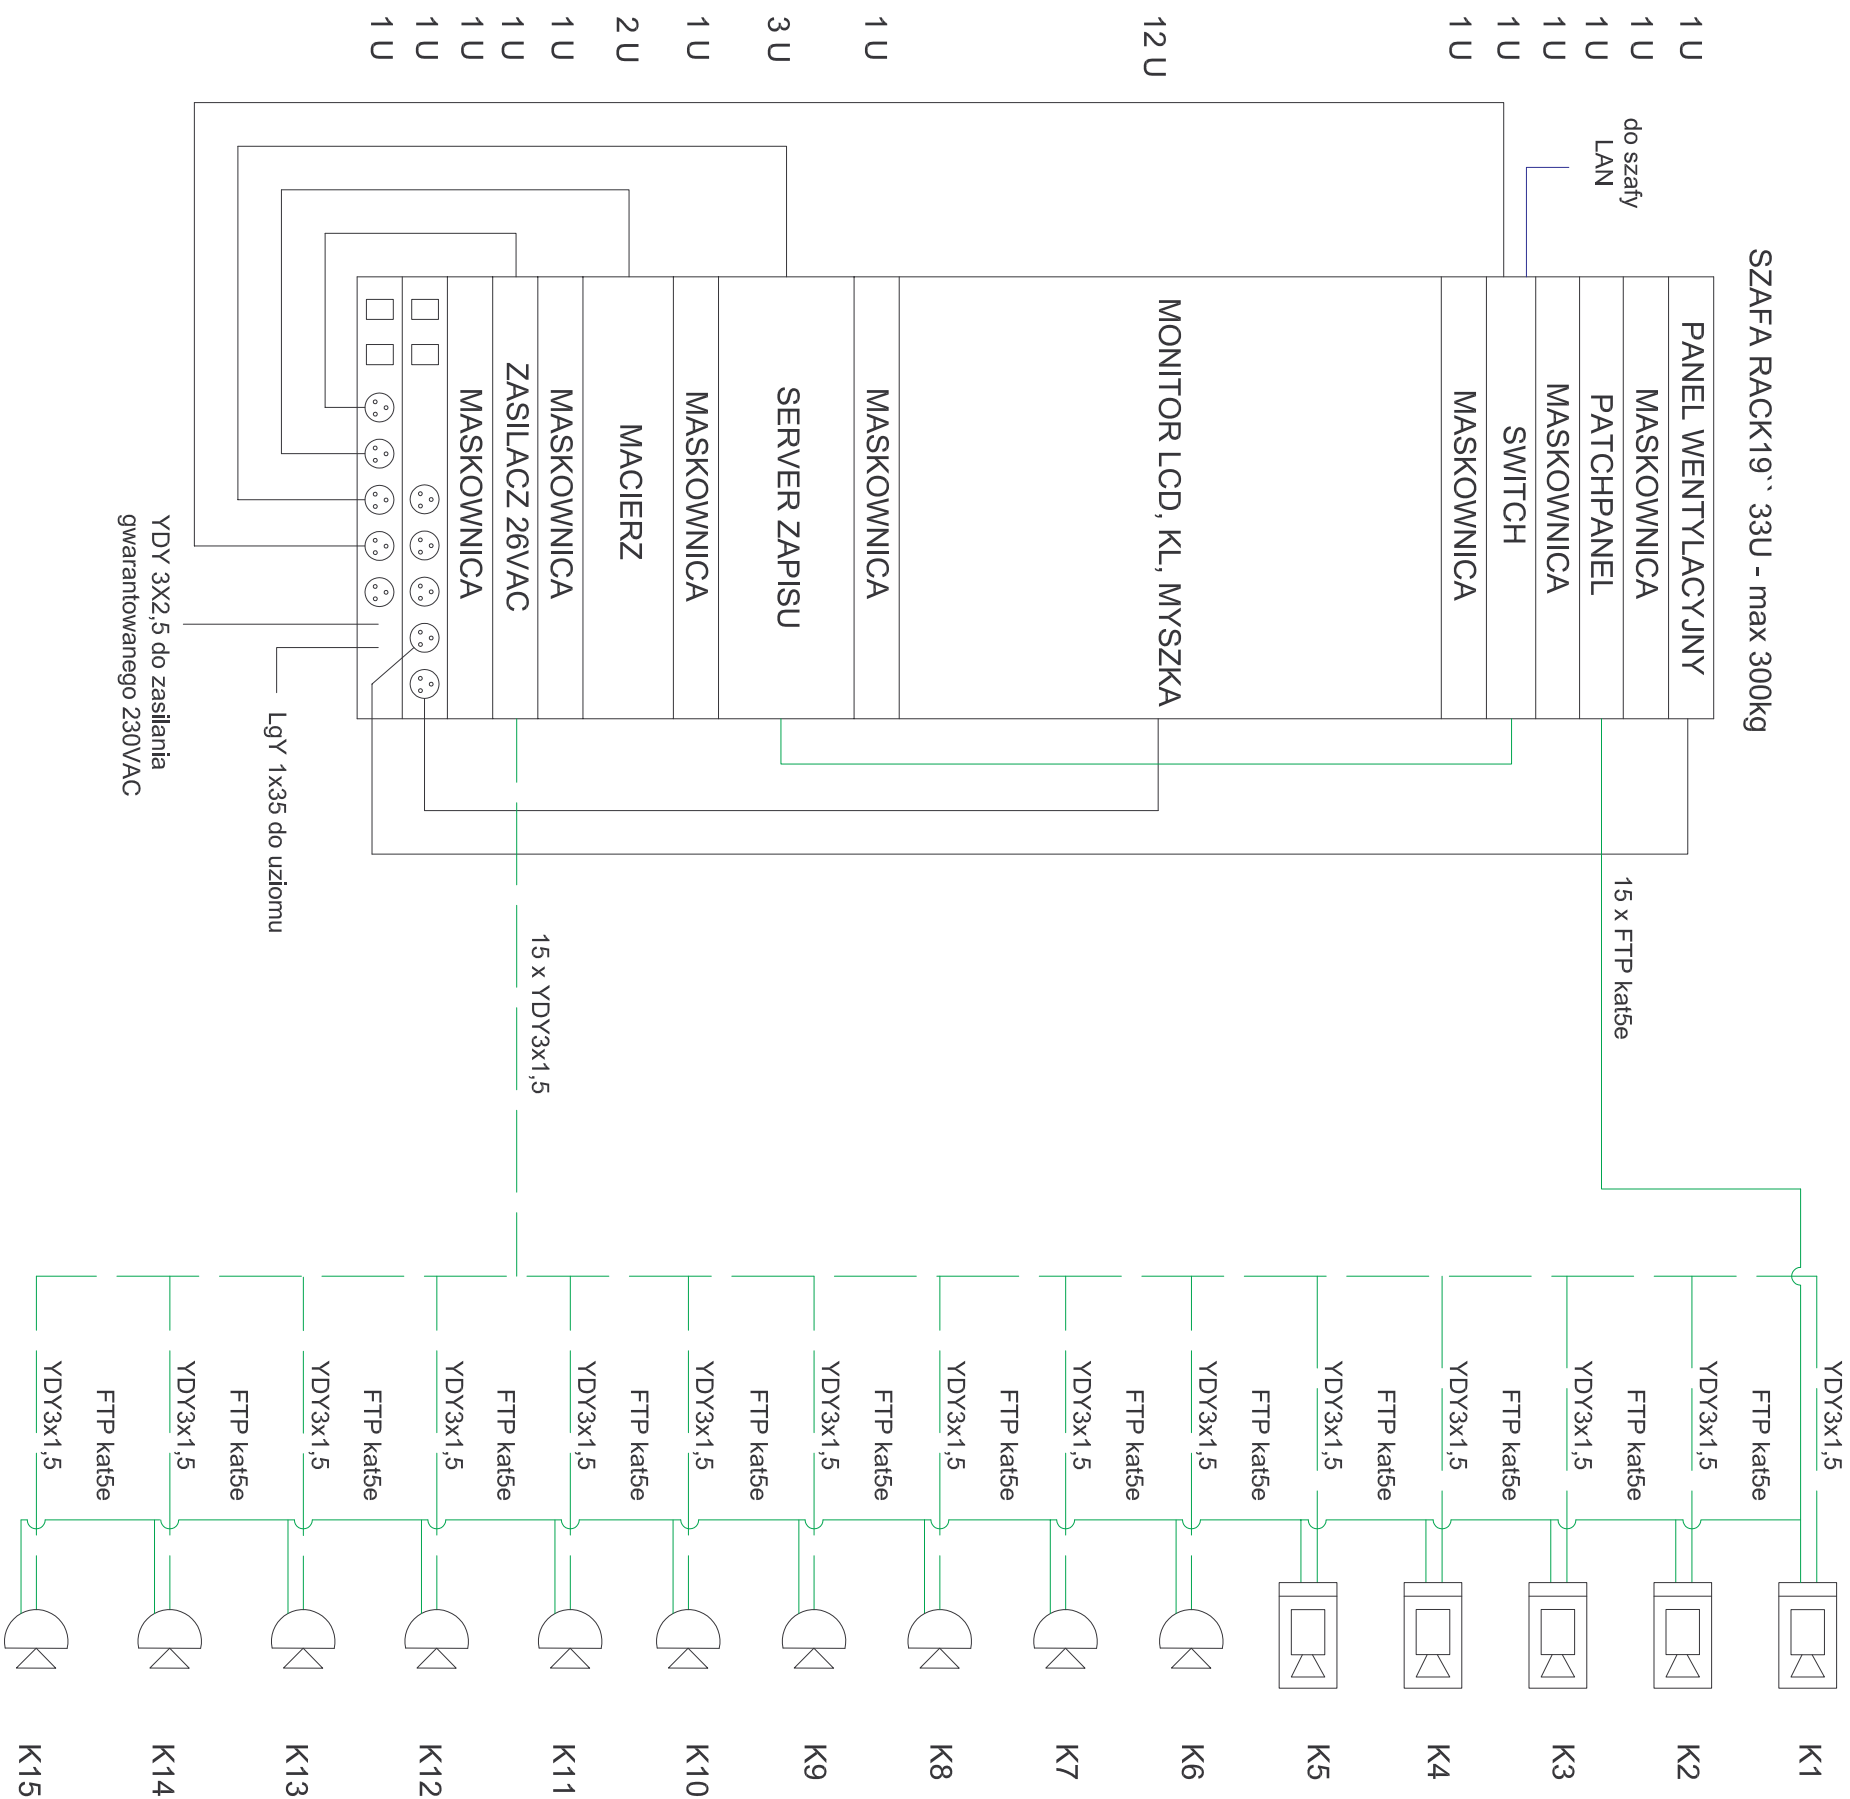 SZAFA RACK19`` 33U - max 300kg
do szafy
LAN
1 U
PANEL WENTYLACYJNY
1 U
MASKOWNICA
1 U
PATCHPANEL
1 U
MASKOWNICA
1 U
SWITCH
1 U
MASKOWNICA
12 U
MONITOR LCD, KL, MYSZKA
1 U
MASKOWNICA
3 U
SERVER ZAPISU
1 U
MASKOWNICA
2 U
MACIERZ
1 U
MASKOWNICA
1 U
ZASILACZ 26VAC
1 U
MASKOWNICA
1 U
1 U
YDY 3X2,5 do zasilania
gwarantowanego 230VAC
LgY 1x35 do uziomu
15 x FTP kat5e
15 x YDY3x1,5
YDY3x1,5
FTP kat5e
K1
YDY3x1,5
FTP kat5e
K2
YDY3x1,5
FTP kat5e
K3
YDY3x1,5
FTP kat5e
K4
YDY3x1,5
FTP kat5e
K5
YDY3x1,5
FTP kat5e
K6
YDY3x1,5
FTP kat5e
K7
YDY3x1,5
FTP kat5e
K8
YDY3x1,5
FTP kat5e
K9
YDY3x1,5
FTP kat5e
K10
YDY3x1,5
FTP kat5e
K11
YDY3x1,5
FTP kat5e
K12
YDY3x1,5
FTP kat5e
K13
YDY3x1,5
FTP kat5e
K14
YDY3x1,5
K15